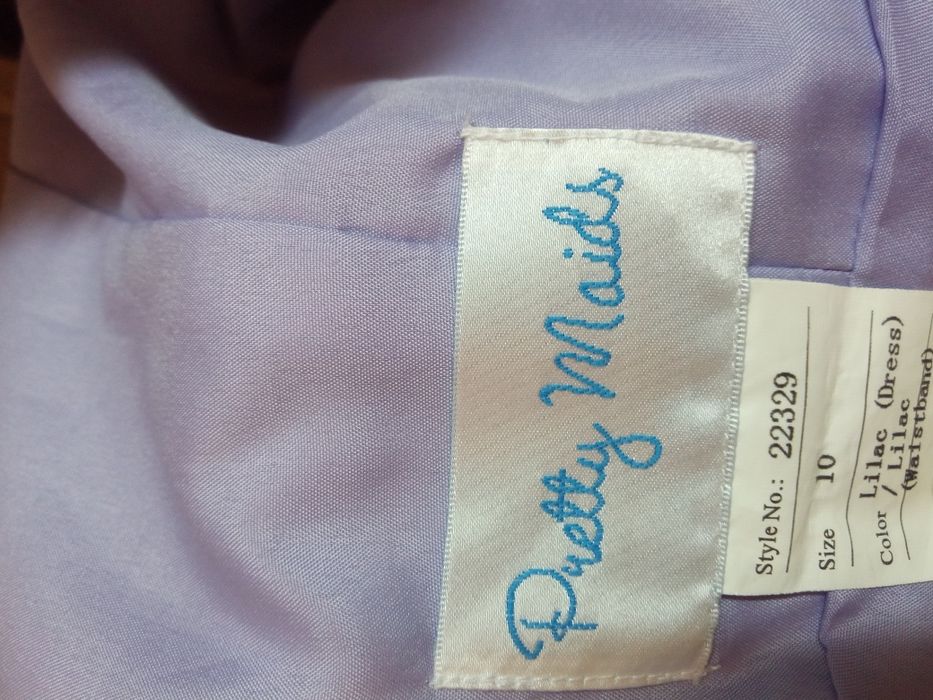 Pretty Maids
Style No.: 22329
Size 10
Color Lilac (Dress)
/ Lilac
(Waistband)